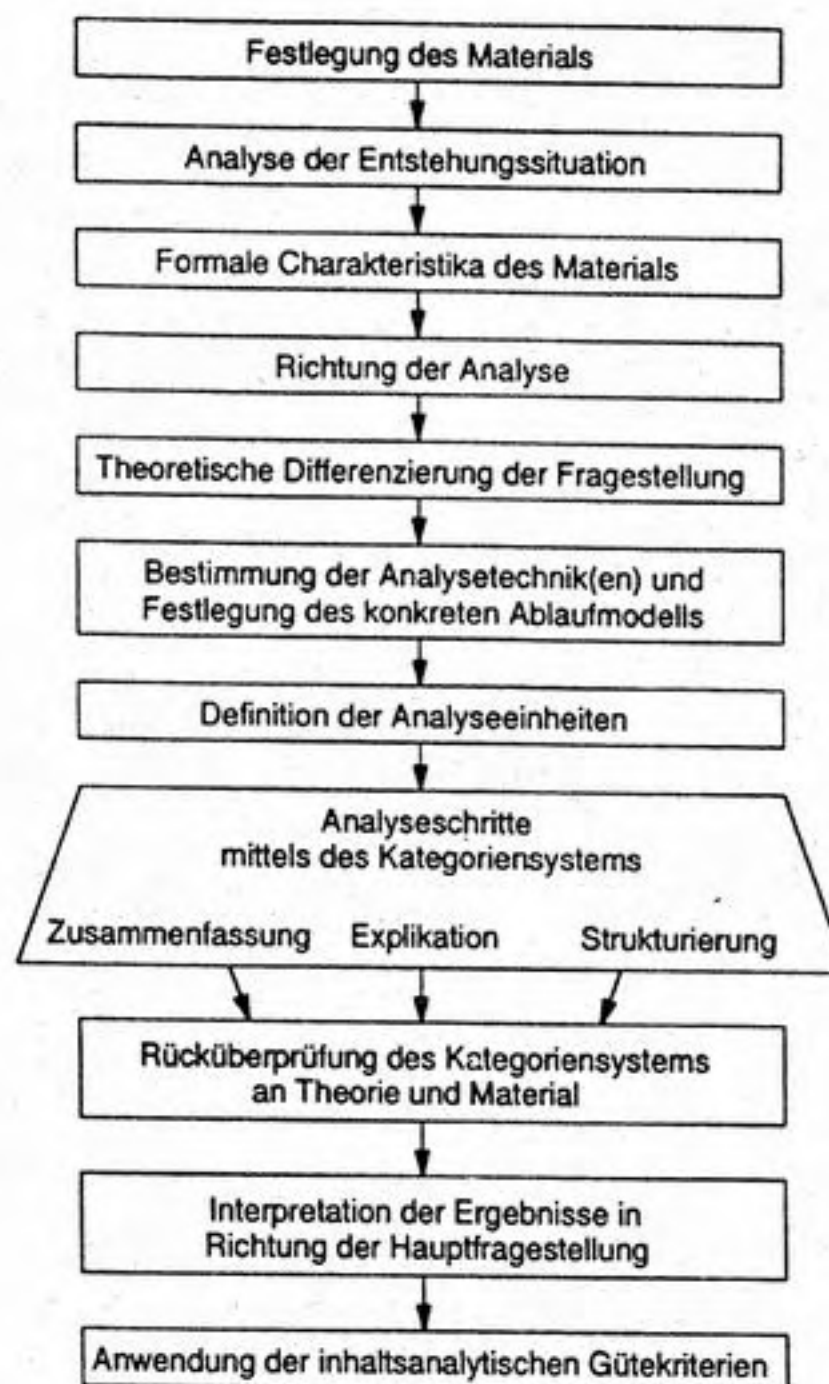 Festlegung des Materials
Analyse der Entstehungssituation
Formale Charakteristika des Materials
Richtung der Analyse
Theoretische Differenzierung der Fragestellung
Bestimmung der Analysetechnik(en) und
Festlegung des konkreten Ablaufmodells
Definition der Analyseeinheiten
Analyseschritte
mittels des Kategoriensystems
Zusammenfassung Explikation Strukturierung
Rücküberprüfung des Kategoriensystems
an Theorie und Material
Interpretation der Ergebnisse in
Richtung der Hauptfragestellung
Anwendung der inhaltsanalytischen Gütekriterien